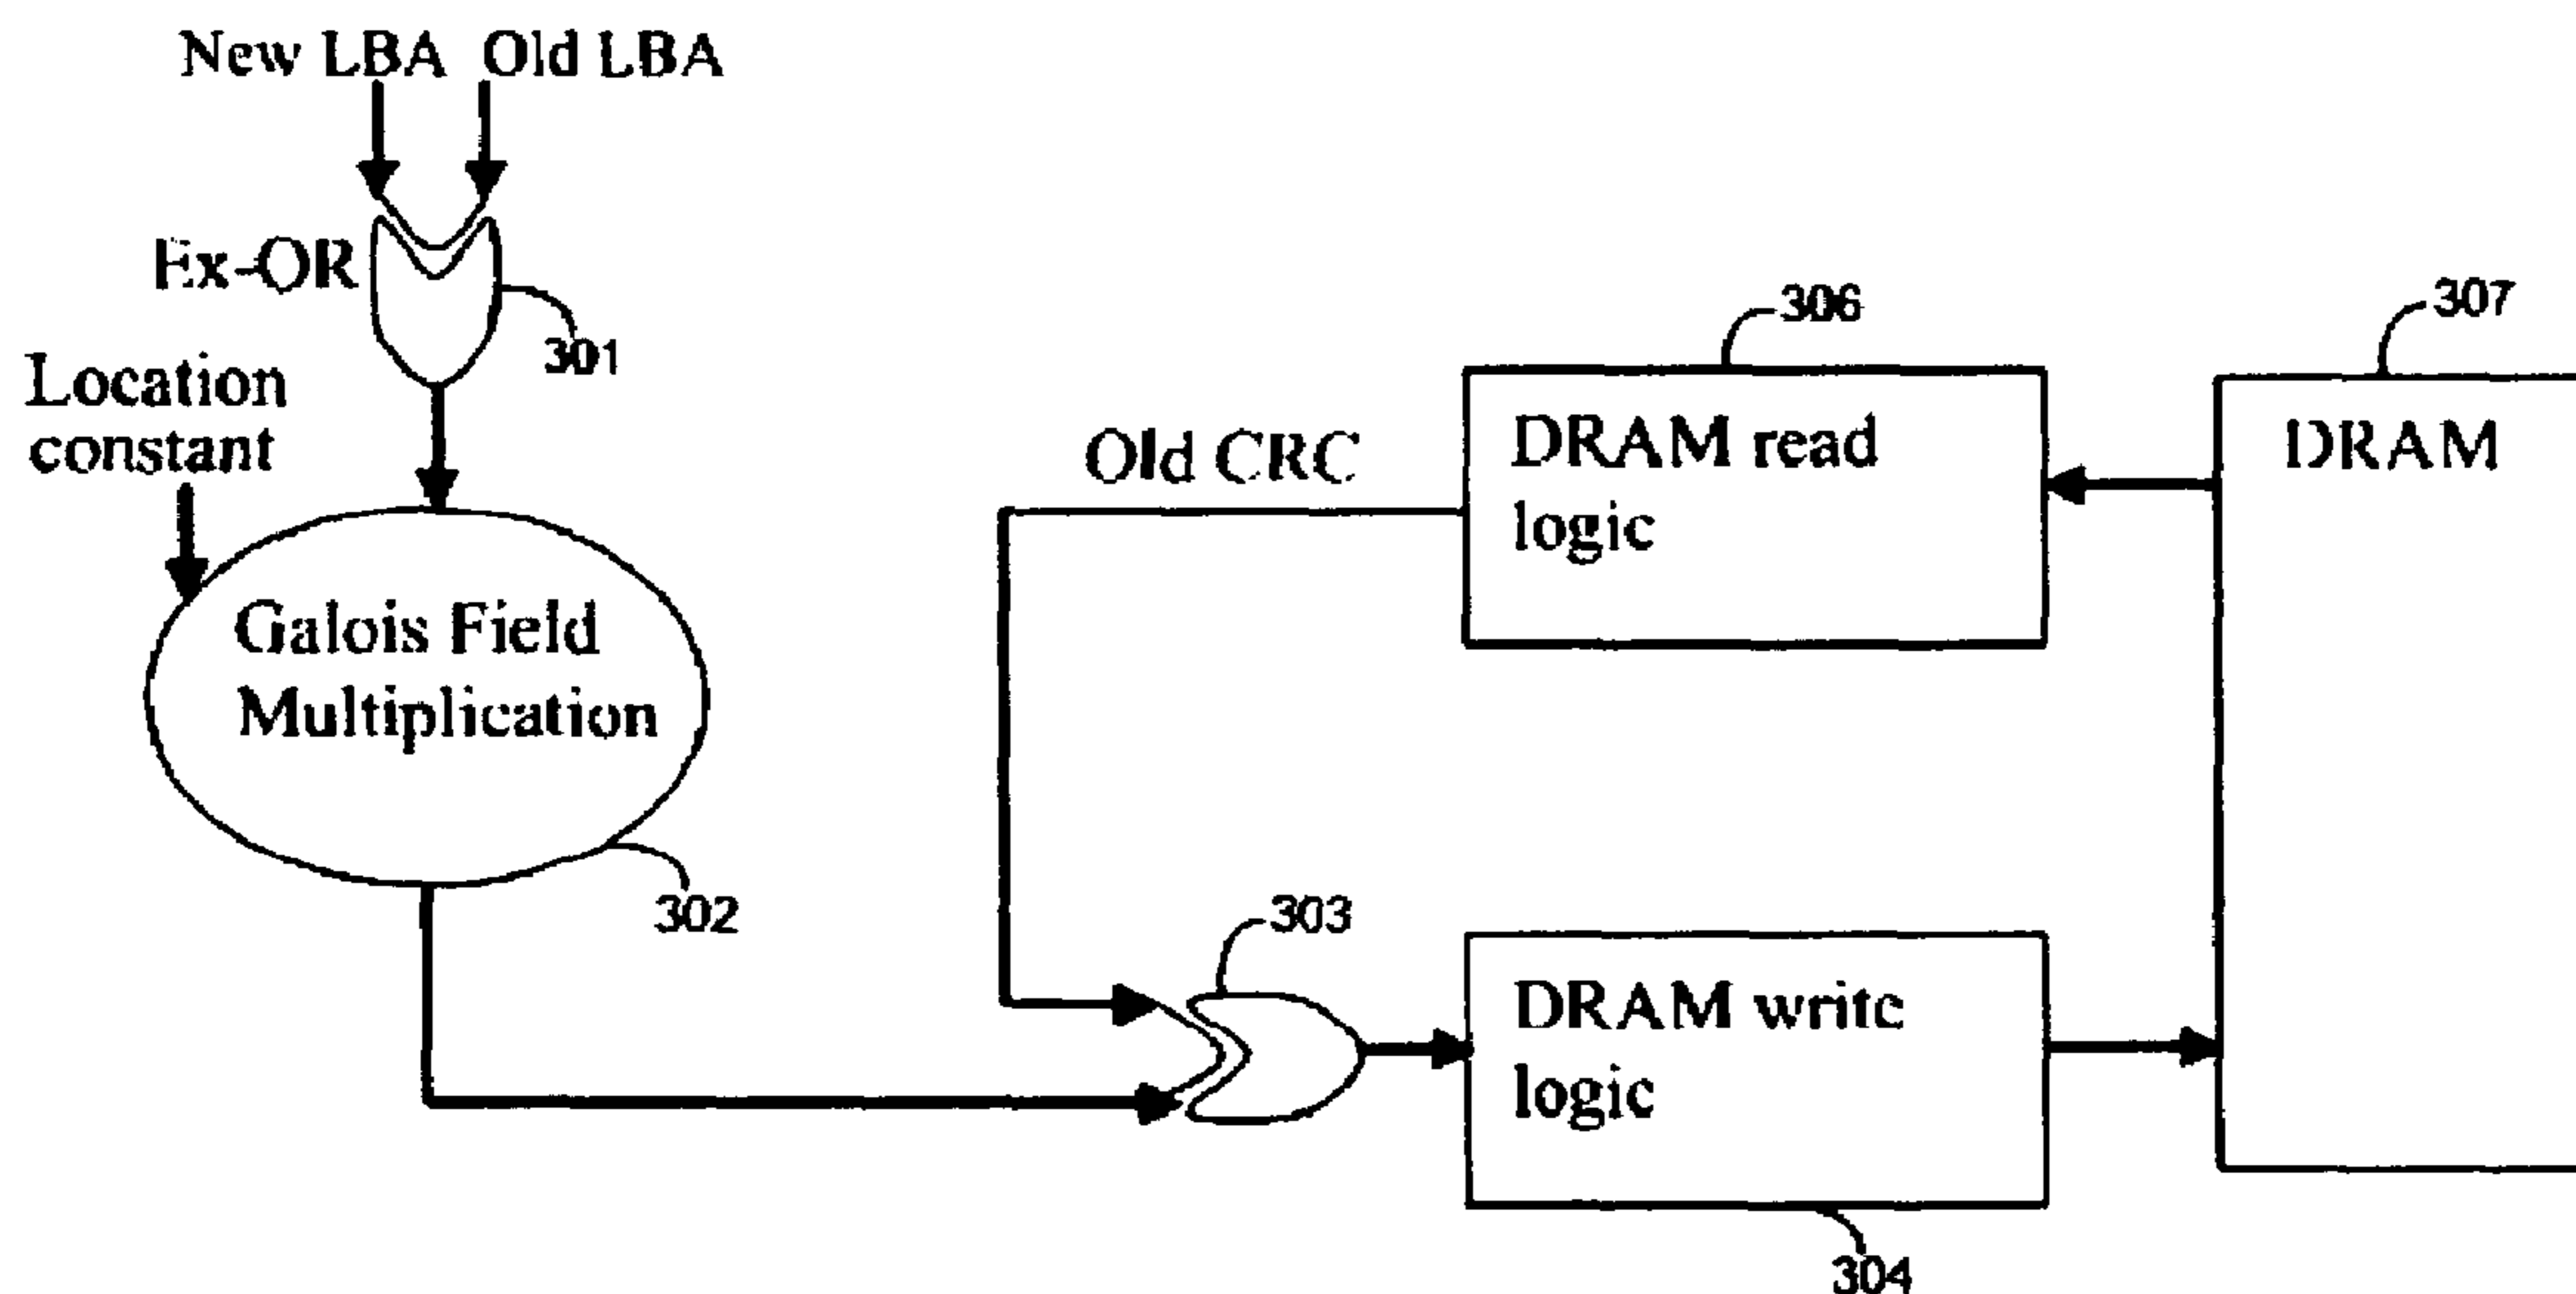 New LBA Old LBA
Ex-OR
301
Location
constant
Galois Field
Multiplication
302
Old CRC
306
DRAM read
logic
307
DRAM
303
DRAM write
logic
304